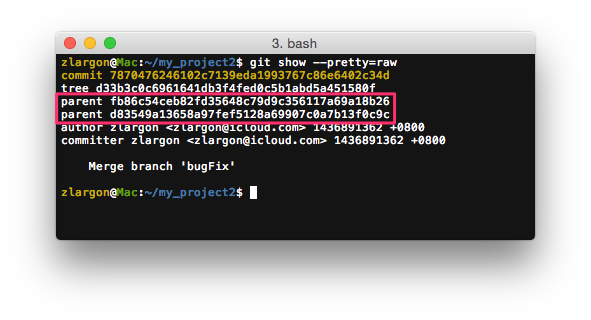 3. bash
zlargon@Mac:~/my_project2$ git show --pretty=raw
commit 7870476246102c7139eda1993767c86e6402c34d
tree d33b3c0c6961641db3f4fed0c5b1abd5a451580f
parent fb86c54ceb82fd35648c79d9c356117a69a18b26
parent d83549a13658a97fef5128a69907c0a7b13f0c9c
author zlargon <zlargon@icloud.com> 1436891362 +0800
committer zlargon <zlargon@icloud.com> 1436891362 +0800
Merge branch 'bugFix'
zlargon@Mac:~/my_project2$